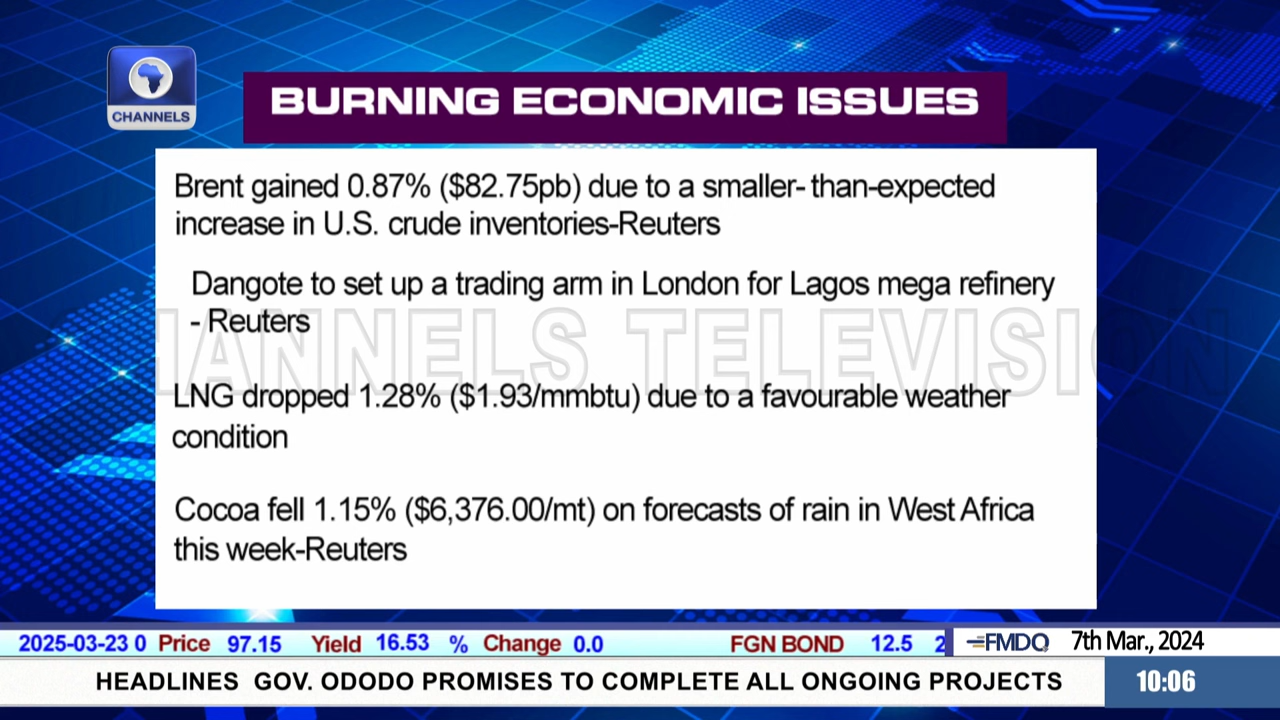 CHANNELS
BURNING ECONOMIC ISSUES
Brent gained 0.87% ($82.75pb) due to a smaller- than-expected
increase in U.S. crude inventories-Reuters
Dangote to set up a trading arm in London for Lagos mega refinery
- Reuters
CHANNELS TELEVISION
LNG dropped 1.28% ($1.93/mmbtu) due to a favourable weather
condition
Cocoa fell 1.15% ($6,376.00/mt) on forecasts of rain in West Africa
this week-Reuters
2025-03-23 0 Price 97.15 Yield 16.53 % Change 0.0 FGN BOND 12.5 2 FMDQ 7th Mar., 2024
HEADLINES GOV. ODODO PROMISES TO COMPLETE ALL ONGOING PROJECTS 10:06